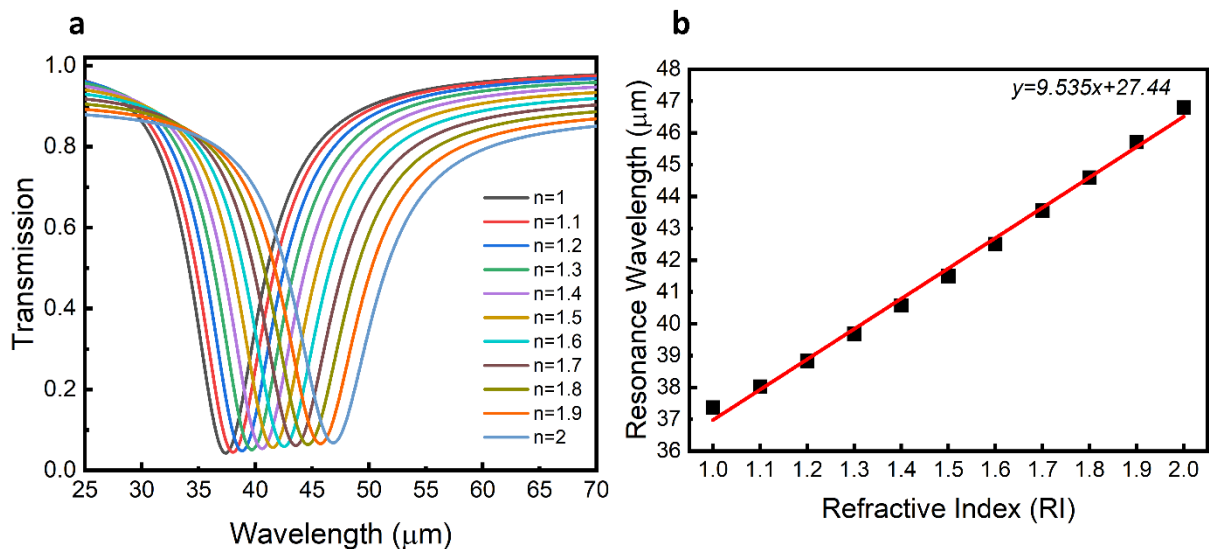 a
1.0
0.8
0.6
0.4
0.2
0.0
Transmission
n=1
n=1.1
n=1.2
n=1.3
n=1.4
n=1.5
n=1.6
n=1.7
n=1.8
n=1.9
n=2
25 30 35 40 45 50 55 60 65 70
Wavelength (μm)
b
48
47
46
45
44
43
42
41
40
39
38
37
36
Resonance Wavelength (μm)
y=9.535x+27.44
1.0 1.1 1.2 1.3 1.4 1.5 1.6 1.7 1.8 1.9 2.0
Refractive Index (RI)